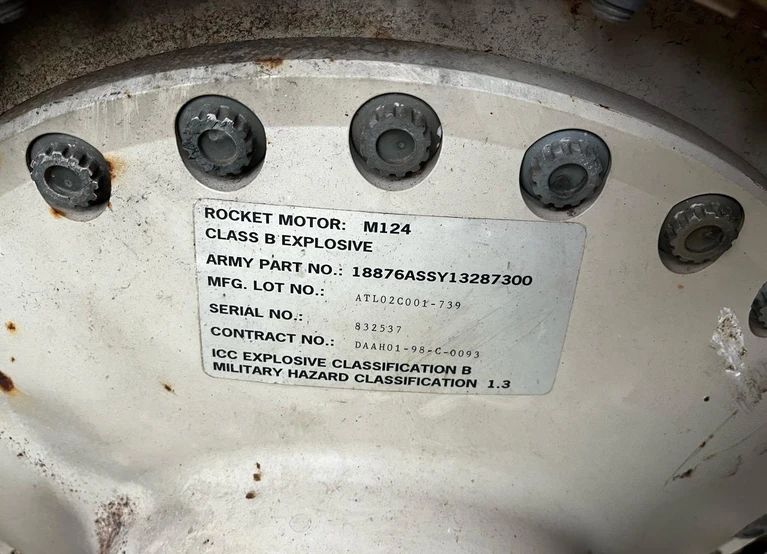 ROCKET MOTOR: M124
CLASS B EXPLOSIVE
ARMY PART NO.: 18876ASSY13287300
MFG. LOT NO.: ATL02C001-739
SERIAL NO.: 832537
CONTRACT NO.: DAAH01-98-C-0093
ICC EXPLOSIVE CLASSIFICATION B
MILITARY HAZARD CLASSIFICATION 1.3